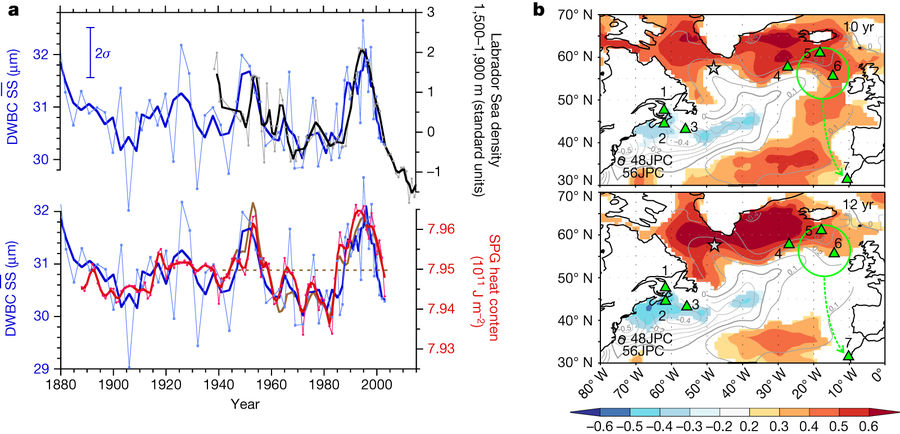 a
DWBC SS (μm)
32
31
30
2σ
3
2
1
0
−1
Labrador Sea density
1,500–1,900 m (standard units)
DWBC SS (μm)
32
31
30
29
7.96
7.95
7.94
7.93
SPG heat conten
(10¹¹ J m⁻²)
1880 1900 1920 1940 1960 1980 2000
Year
b
70° N
60° N
50° N
40° N
30° N
10 yr
1
2
3
4
5
6
7
48JPC
56JPC
70° N
60° N
50° N
40° N
30° N
12 yr
1
2
3
4
5
6
7
48JPC
56JPC
80° W 70° W 60° W 50° W 40° W 30° W 20° W 10° W 0°
−0.6 −0.5 −0.4 −0.3 −0.2 0.2 0.3 0.4 0.5 0.6